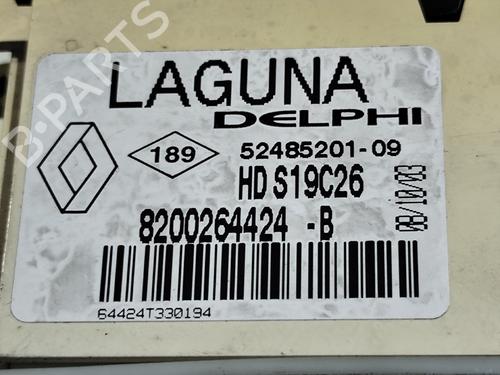 LAGUNA
DELPHI
189
52485201-09
HD S19C26
8200264424 -B
08/10/03
64424T330194
B-PARTS